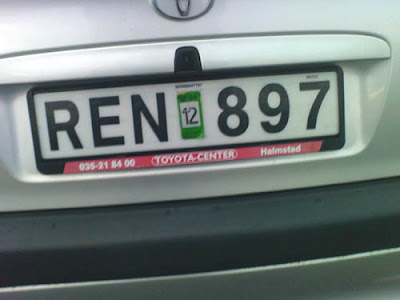 REN 12 897
035-21 84 00 TOYOTA-CENTER Halmstad